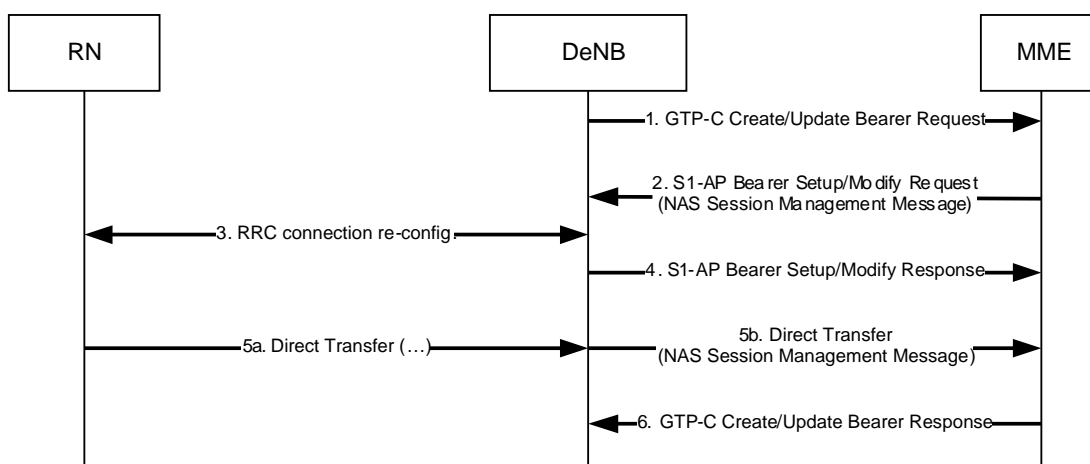 RN
DeNB
MME
1. GTP-C Create/Update Bearer Request
2. S1-AP Bearer Setup/Modify Request
(NAS Session Management Message)
3. RRC connection re-config.
4. S1-AP Bearer Setup/Modify Response
5a. Direct Transfer (…)
5b. Direct Transfer
(NAS Session Management Message)
6. GTP-C Create/Update Bearer Response